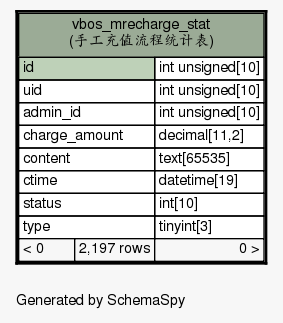 vbos_mrecharge_stat
(手工充值流程统计表)
id int unsigned[10]
uid int unsigned[10]
admin_id int unsigned[10]
charge_amount decimal[11,2]
content text[65535]
ctime datetime[19]
status int[10]
type tinyint[3]
< 0 2,197 rows 0 >
Generated by SchemaSpy